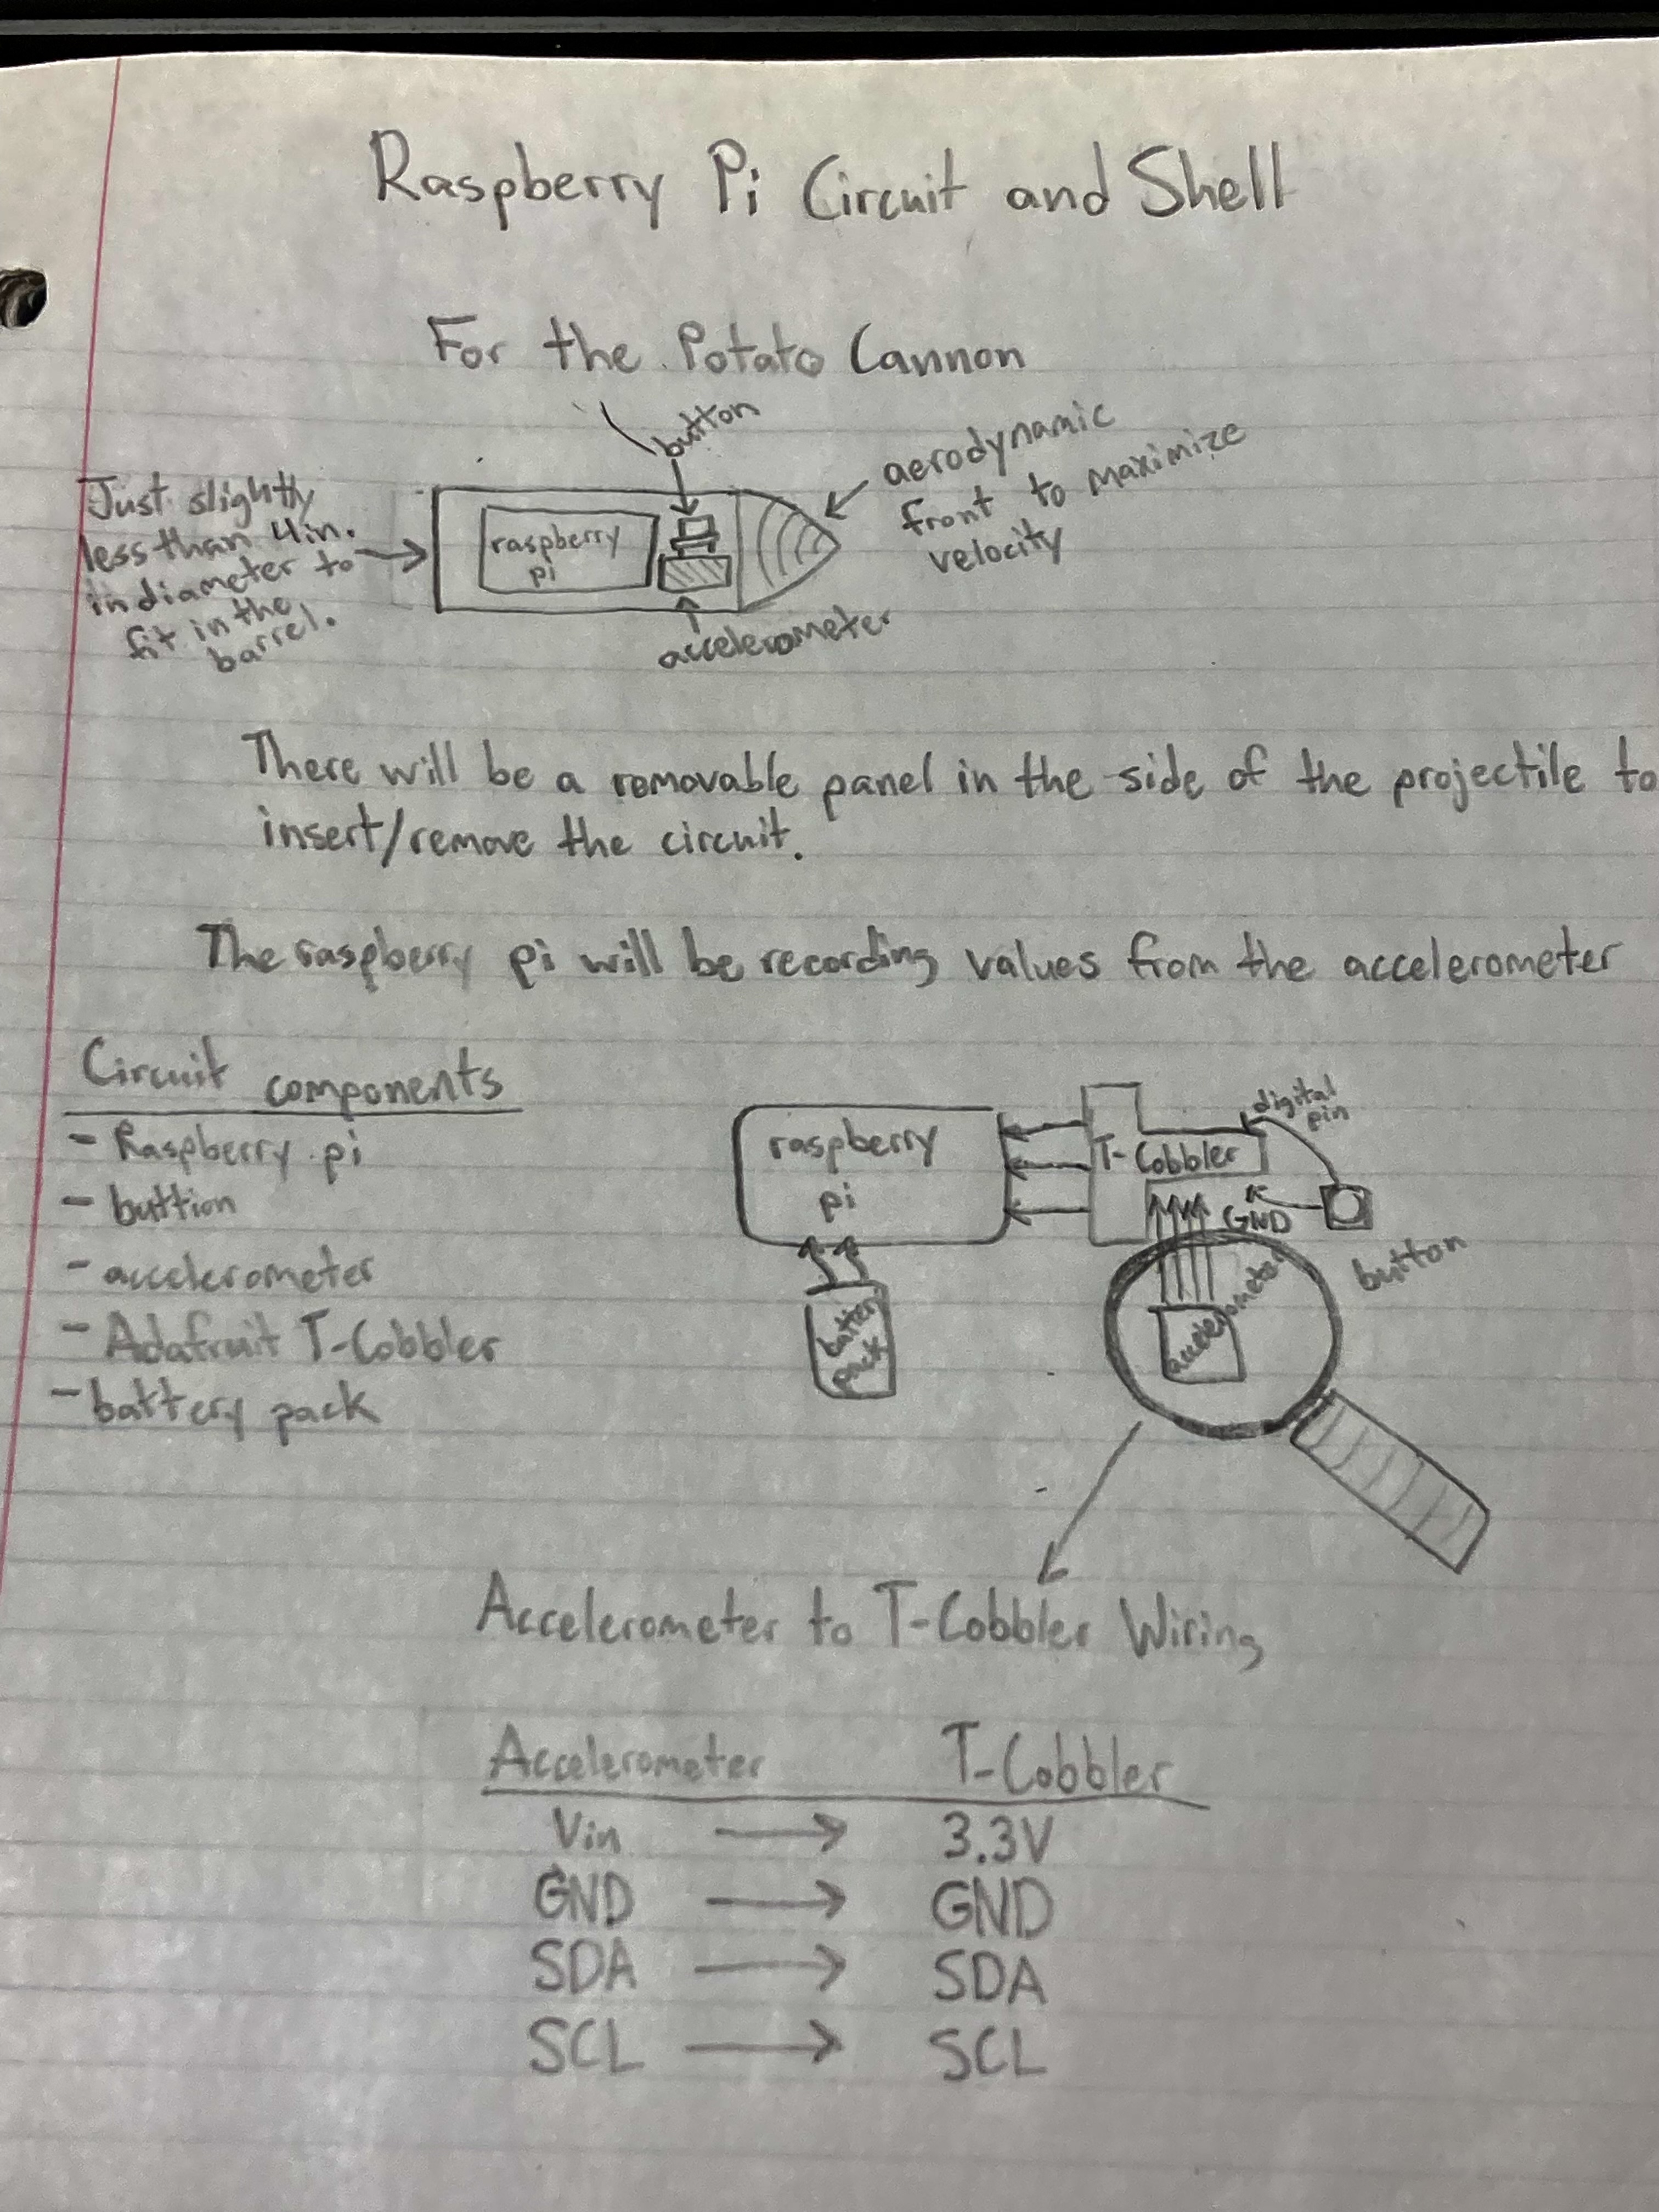 Raspberry Pi Circuit and Shell
For the Potato Cannon
button
aerodynamic
front to maximize
velocity
Just slightly
less than 4in.
in diameter to
fit in the
barrel.
raspberry
pi
accelerometer
There will be a removable panel in the side of the projectile to
insert/remove the circuit.
The raspberry pi will be recording values from the accelerometer
Circuit components
- Raspberry pi
- buttion
- accelerometer
- Adafruit T-Cobbler
- battery pack
raspberry
pi
T-Cobbler
digital
pin
GND
button
battery
pack
accelerometer
Accelerometer to T-Cobbler Wiring
Accelerometer T-Cobbler
Vin → 3.3V
GND → GND
SDA → SDA
SCL → SCL